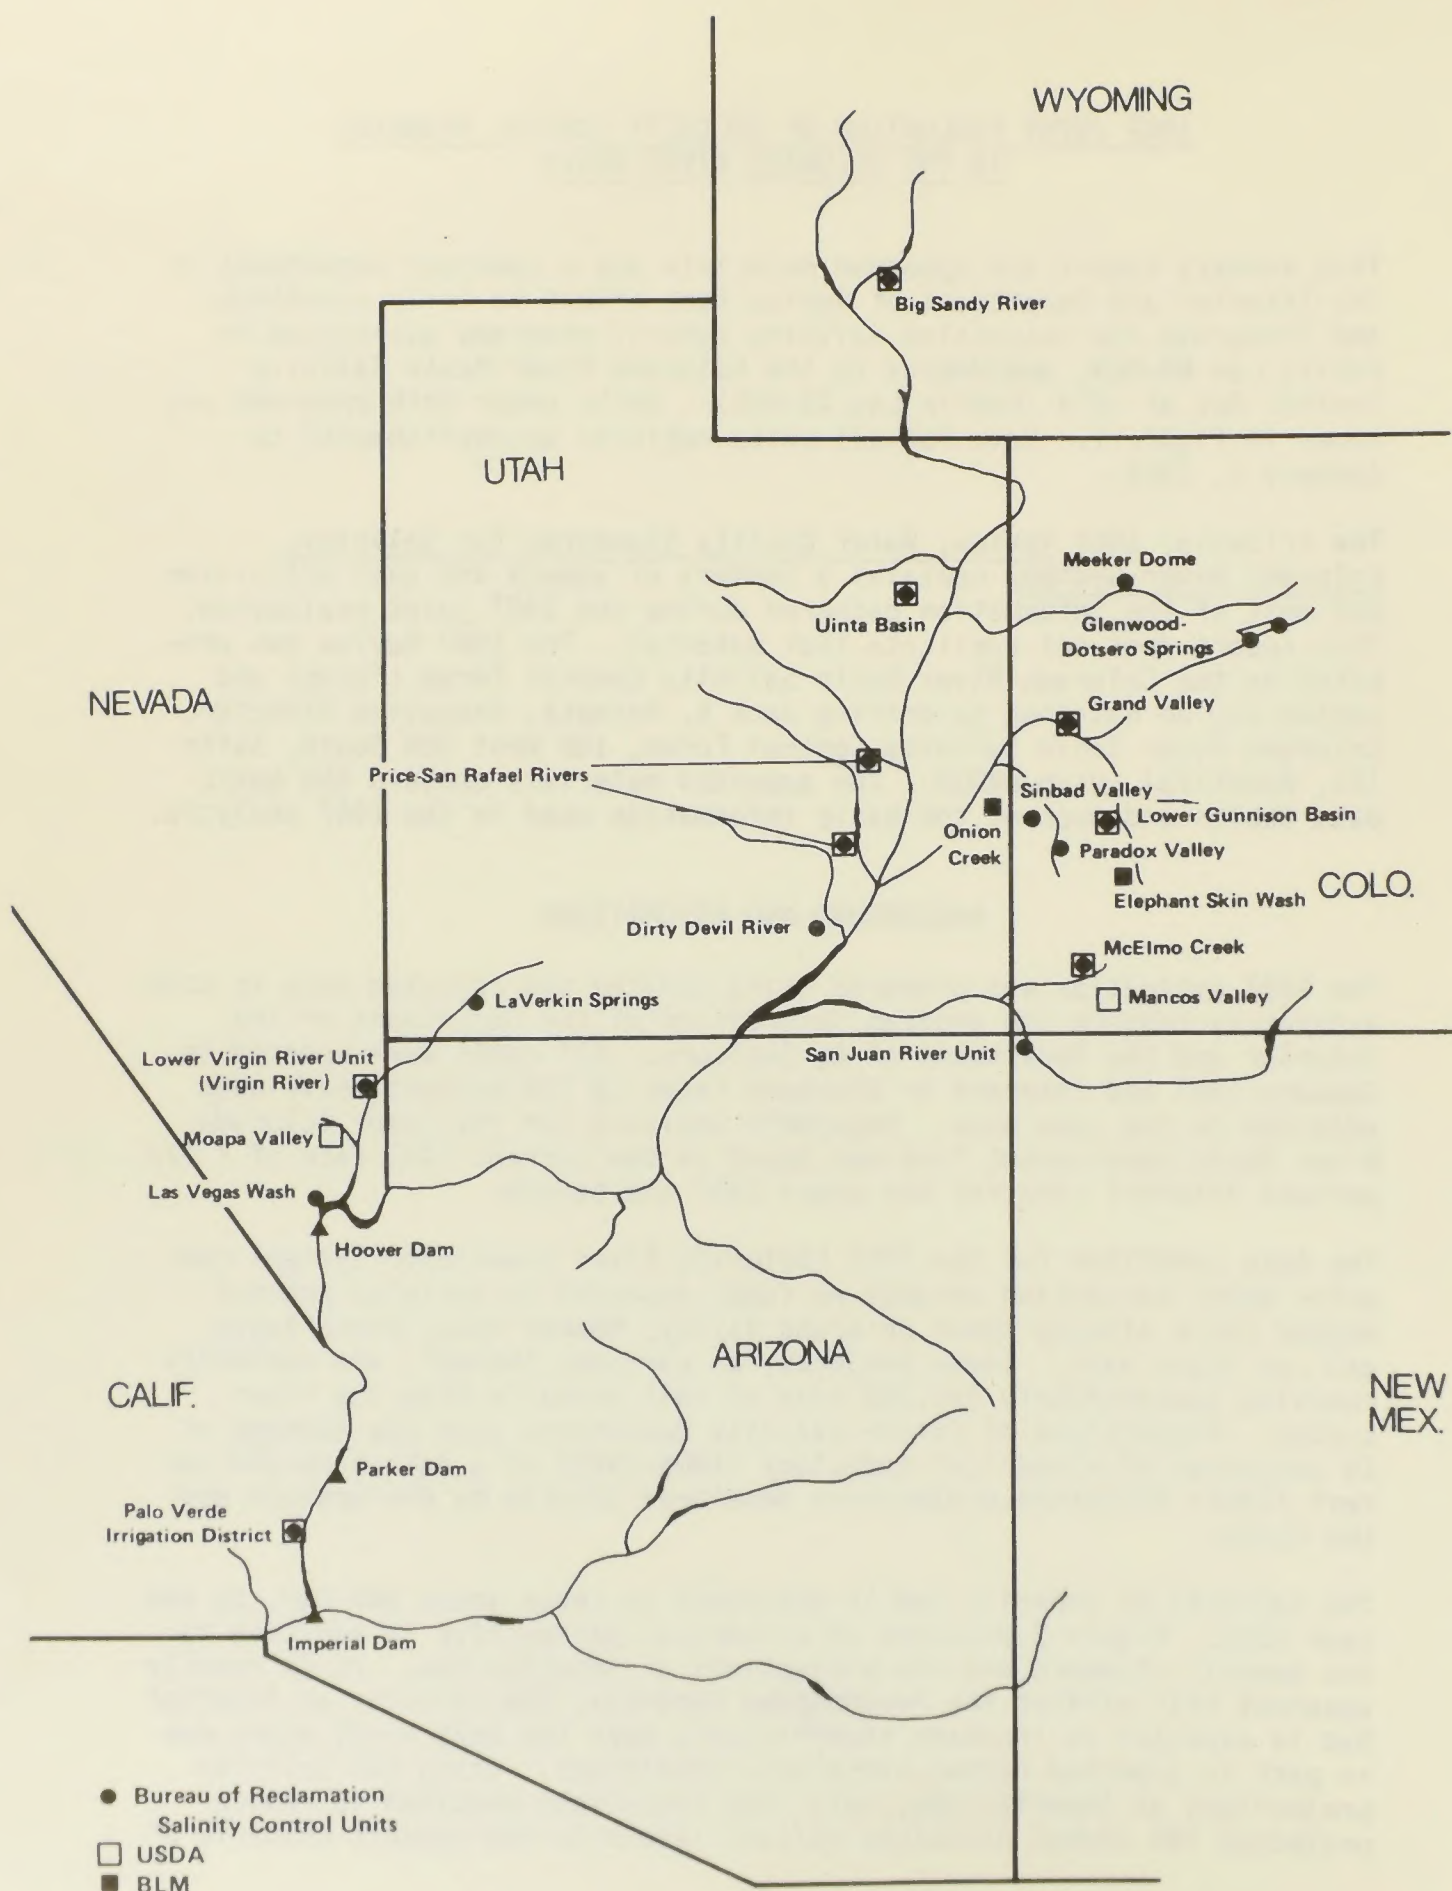 WYOMING
Big Sandy River
UTAH
Meeker Dome
Uinta Basin
Glenwood-
Dotsero Springs
NEVADA
Grand Valley
Price-San Rafael Rivers
Sinbad Valley
Lower Gunnison Basin
Onion
Creek
Paradox Valley
COLO.
Elephant Skin Wash
Dirty Devil River
McElmo Creek
LaVerkin Springs
Mancos Valley
Lower Virgin River Unit
(Virgin River)
San Juan River Unit
Moapa Valley
Las Vegas Wash
Hoover Dam
ARIZONA
CALIF.
NEW
MEX.
Parker Dam
Palo Verde
Irrigation District
Imperial Dam
Bureau of Reclamation
Salinity Control Units
USDA
BLM